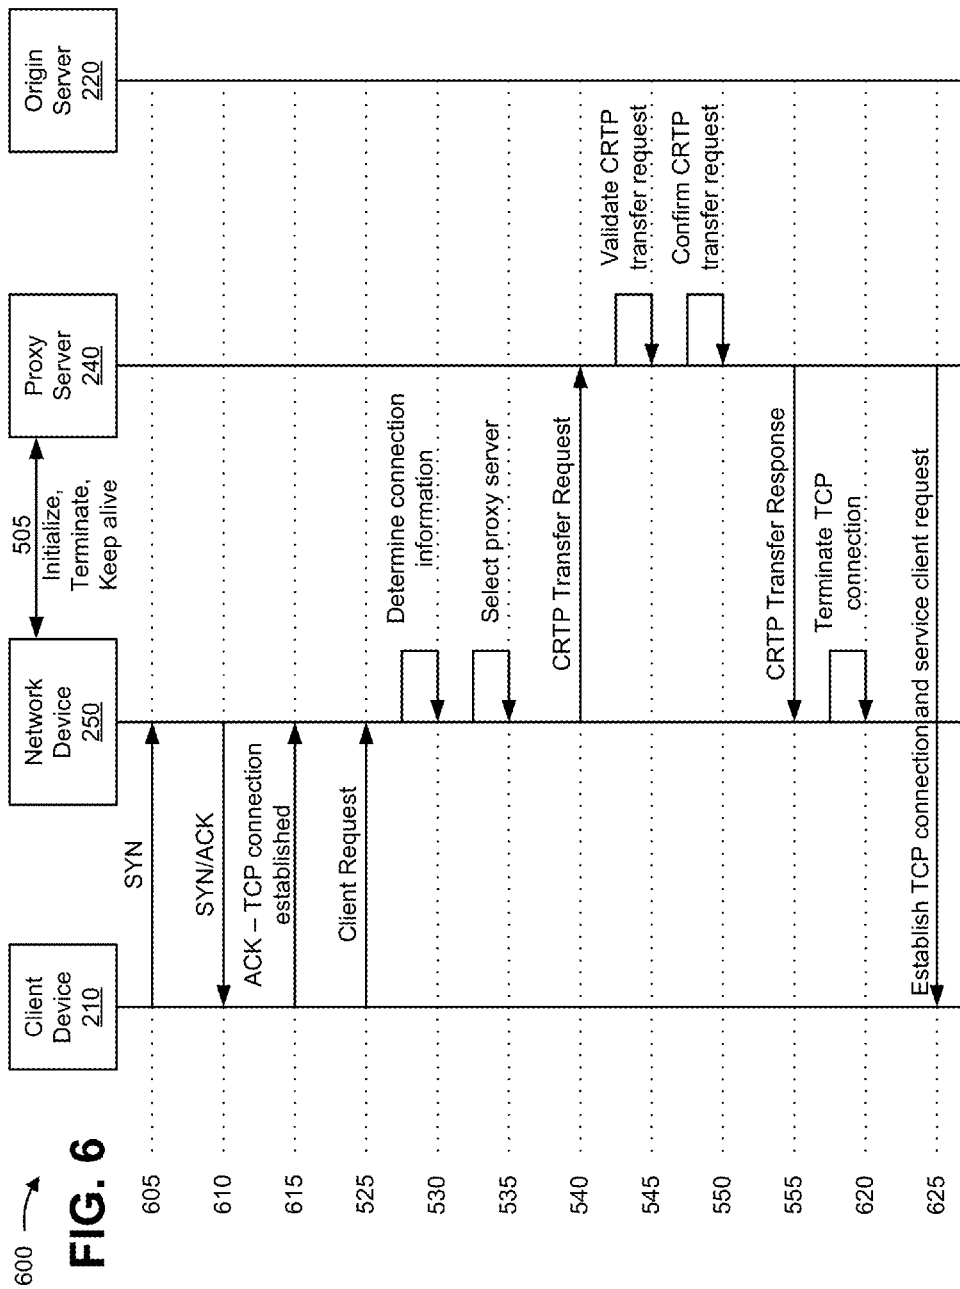 600
FIG. 6
Client
Device
210
Network
Device
250
505
Initialize,
Terminate,
Keep alive
Proxy
Server
240
Origin
Server
220
605
SYN
610
SYN/ACK
615
ACK – TCP connection
established
525
Client Request
530
Determine connection
information
535
Select proxy server
540
CRTP Transfer Request
545
Validate CRTP
transfer request
550
Confirm CRTP
transfer request
555
CRTP Transfer Response
620
Terminate TCP
connection
625
Establish TCP connection and service client request